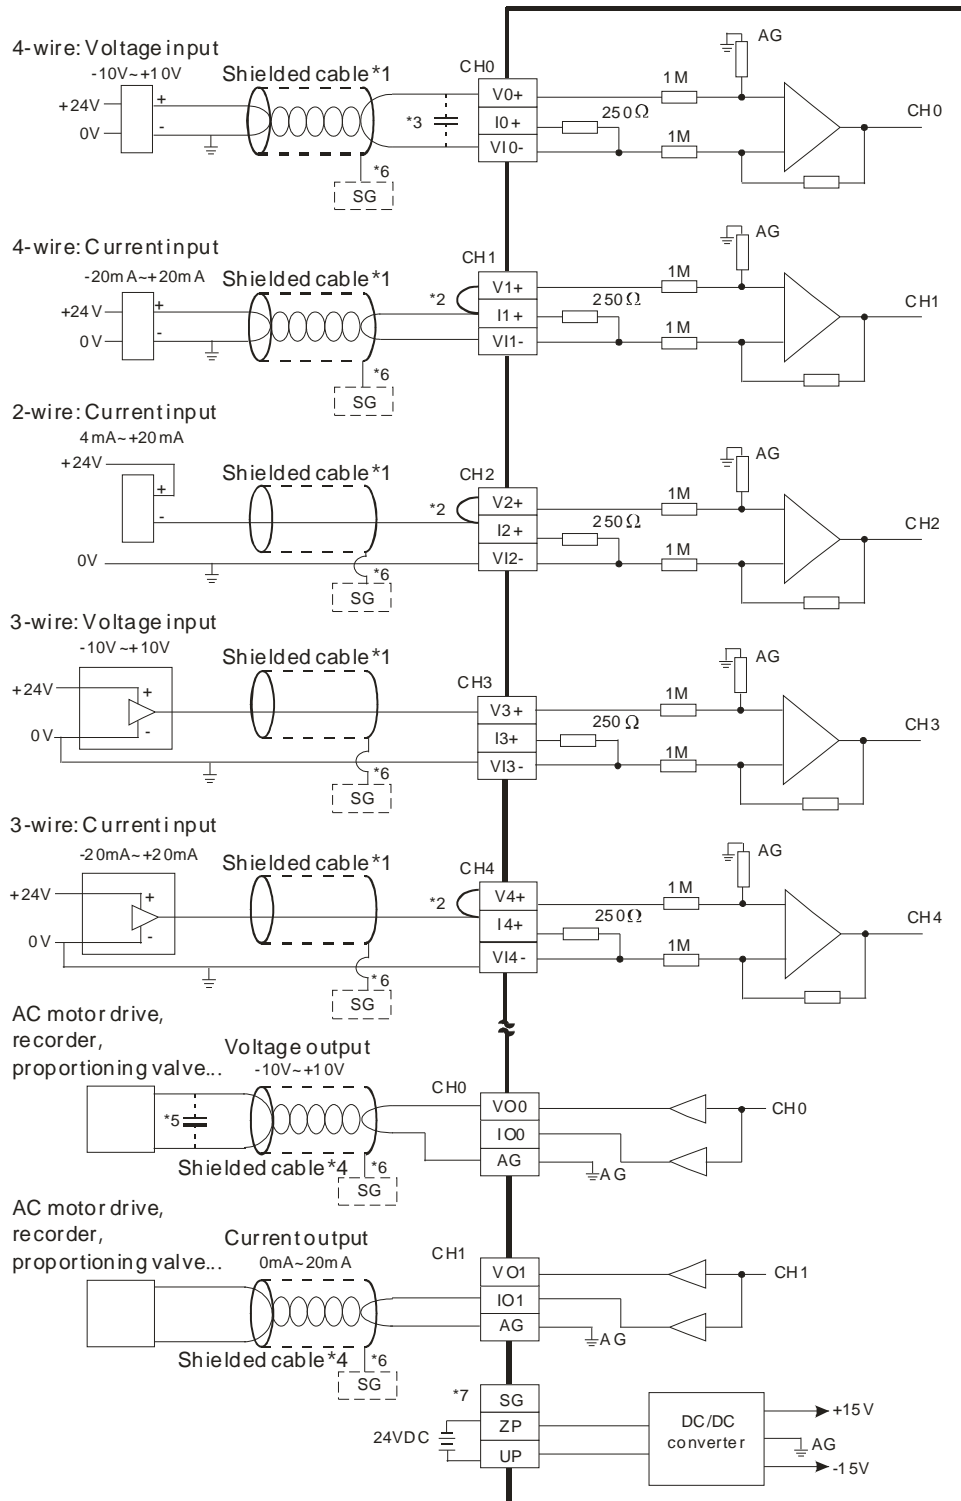 4-wire: Voltage input
-10V~+10V
+24V
0V
+
-
Shielded cable*1
*3
*6
SG
CH0
V0+
I0+
VI0-
250Ω
1M
1M
AG
CH0
4-wire: Current input
-20mA~+20mA
+24V
0V
+
-
Shielded cable*1
*2
*6
SG
CH1
V1+
I1+
VI1-
250Ω
1M
1M
AG
CH1
2-wire: Current input
4mA~+20mA
+24V
+
-
0V
Shielded cable*1
*2
*6
SG
CH2
V2+
I2+
VI2-
250Ω
1M
1M
AG
CH2
3-wire: Voltage input
-10V~+10V
+24V
0V
+
-
Shielded cable*1
*6
SG
CH3
V3+
I3+
VI3-
250Ω
1M
1M
AG
CH3
3-wire: Current input
-20mA~+20mA
+24V
0V
+
-
Shielded cable*1
*2
*6
SG
CH4
V4+
I4+
VI4-
250Ω
1M
1M
AG
CH4
AC motor drive,
recorder,
proportioning valve...
Voltage output
-10V~+10V
*5
Shielded cable*4
*6
SG
CH0
VO0
IO0
AG
AG
CH0
AC motor drive,
recorder,
proportioning valve...
Current output
0mA~20mA
Shielded cable*4
*6
SG
CH1
VO1
IO1
AG
AG
CH1
*7
24VDC
SG
ZP
UP
DC/DC
converter
+15V
AG
-15V